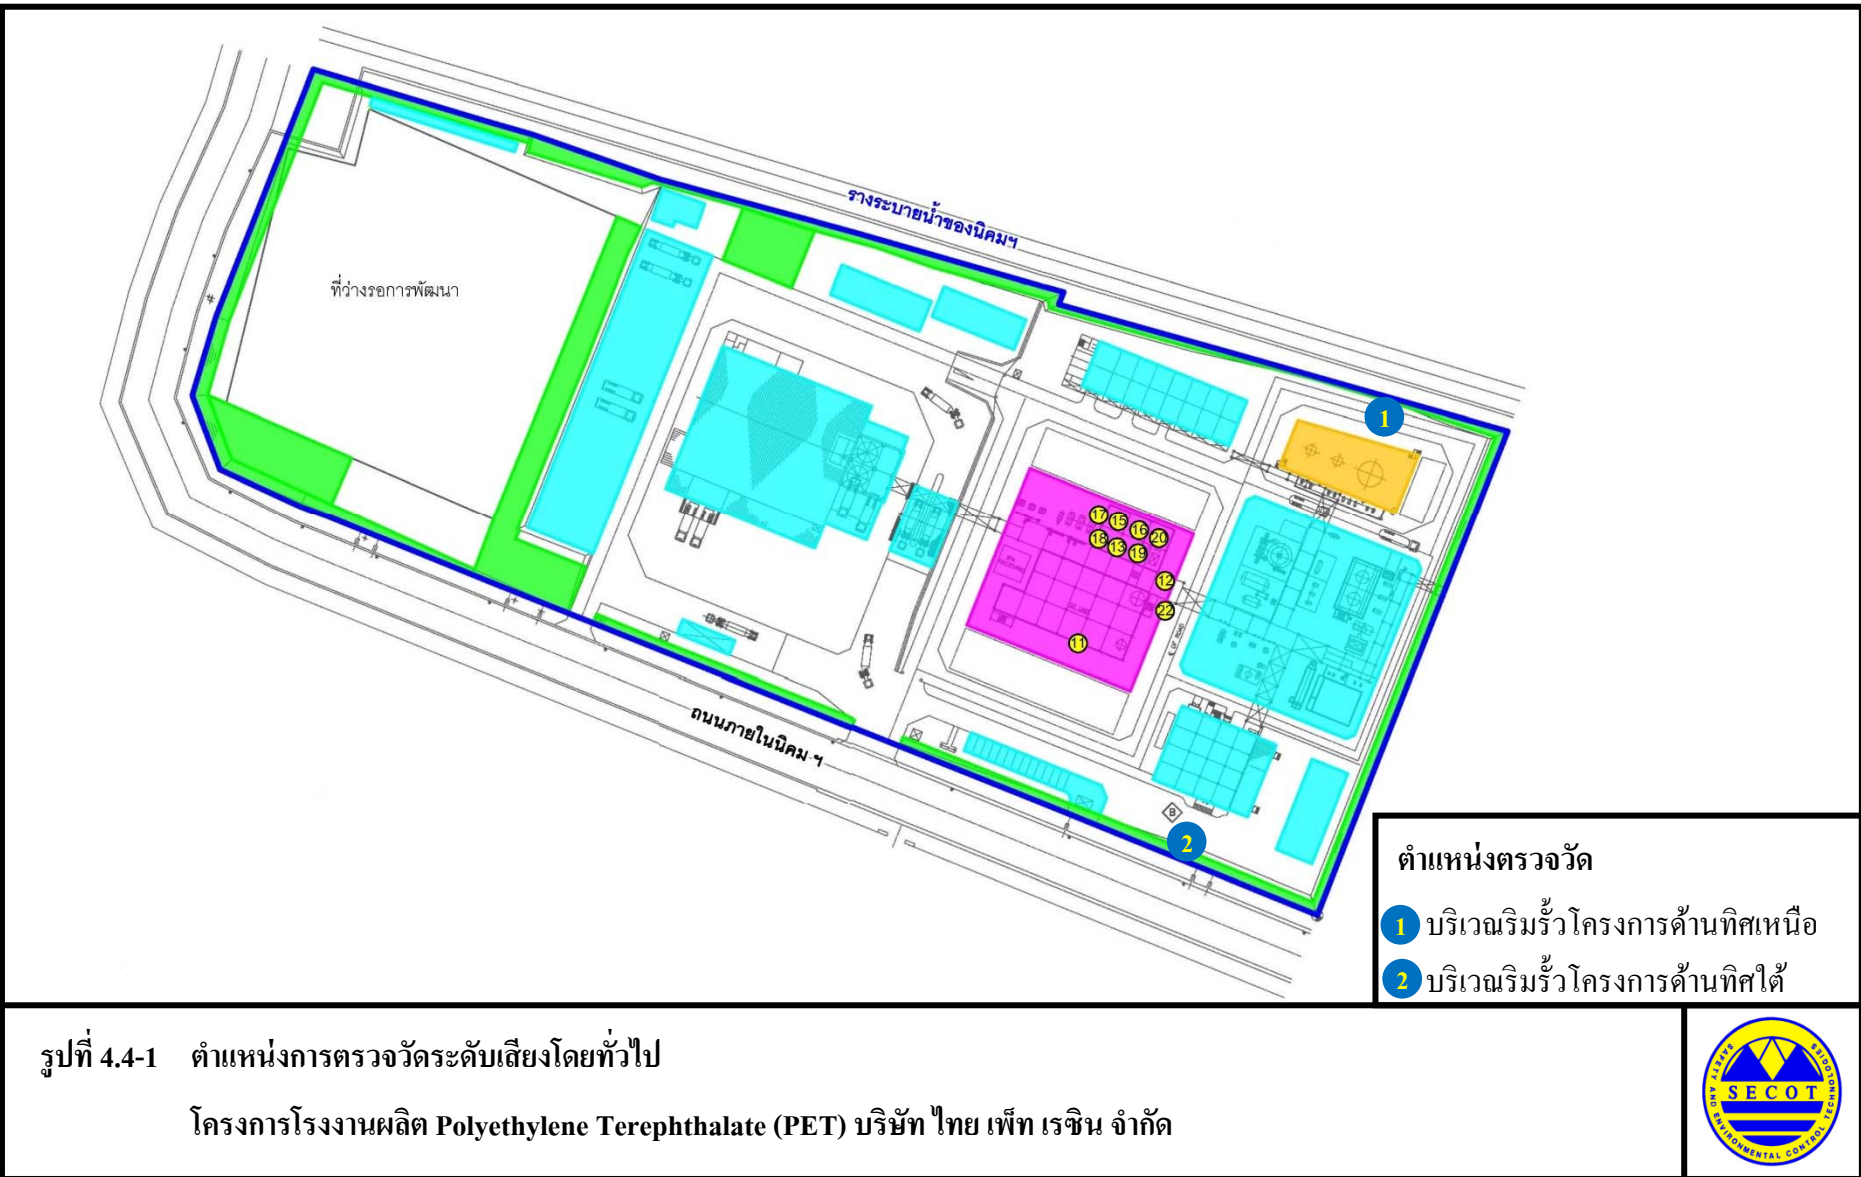 รางระบายน้ำของนิคมฯ
ที่ว่างรอการพัฒนา
1
17 15 16 20
18 13 19
12
22
11
℄ OF ROAD
ถนนภายในนิคม ฯ
B
2
ตำแหน่งตรวจวัด
1 บริเวณริมรั้วโครงการด้านทิศเหนือ
2 บริเวณริมรั้วโครงการด้านทิศใต้
รูปที่ 4.4-1 ตำแหน่งการตรวจวัดระดับเสียงโดยทั่วไป
โครงการโรงงานผลิต Polyethylene Terephthalate (PET) บริษัท ไทย เพ็ท เรซิน จำกัด
SECOT
SAFETY AND ENVIRONMENTAL CONTROL TECHNOLOGIES